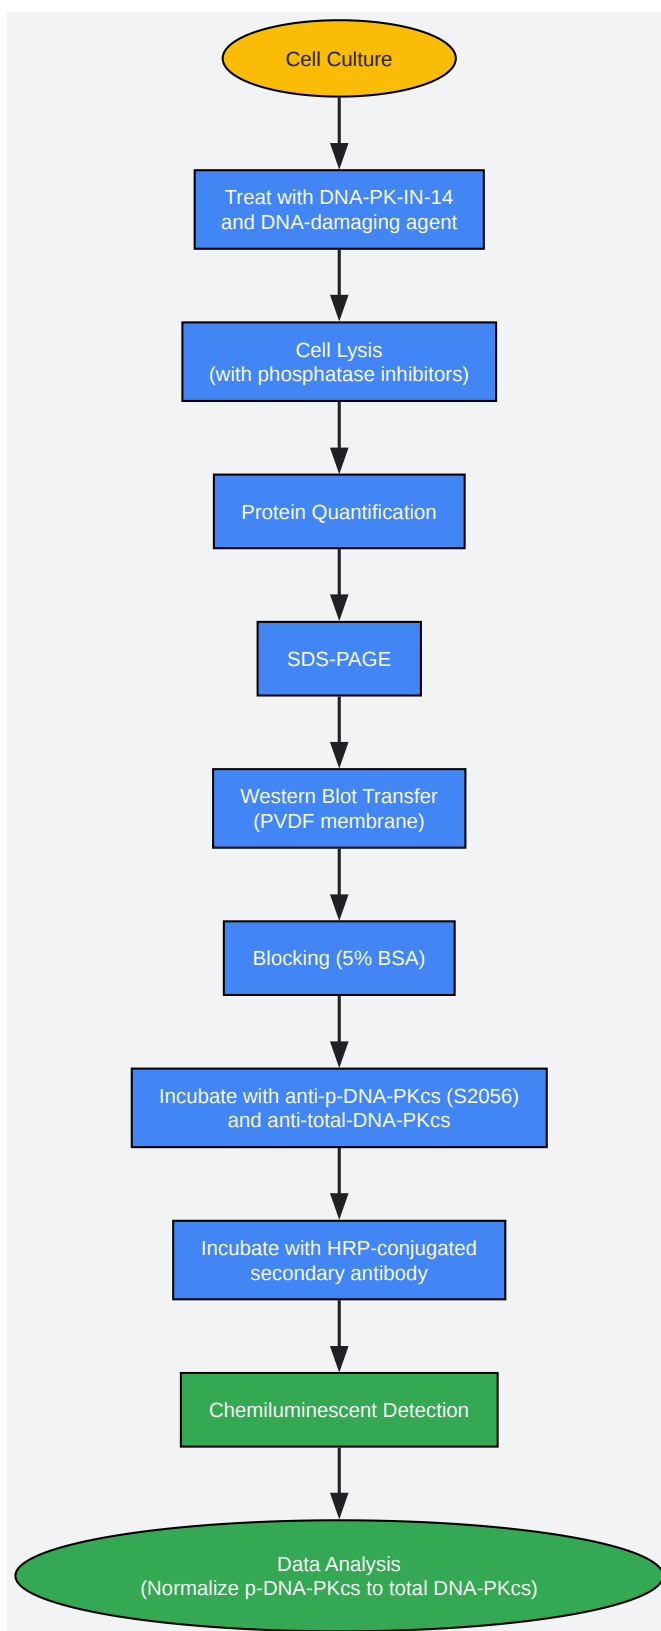 Cell Culture
Treat with DNA-PK-IN-14
and DNA-damaging agent
Cell Lysis
(with phosphatase inhibitors)
Protein Quantification
SDS-PAGE
Western Blot Transfer
(PVDF membrane)
Blocking (5% BSA)
Incubate with anti-p-DNA-PKcs (S2056)
and anti-total-DNA-PKcs
Incubate with HRP-conjugated
secondary antibody
Chemiluminescent Detection
Data Analysis
(Normalize p-DNA-PKcs to total DNA-PKcs)